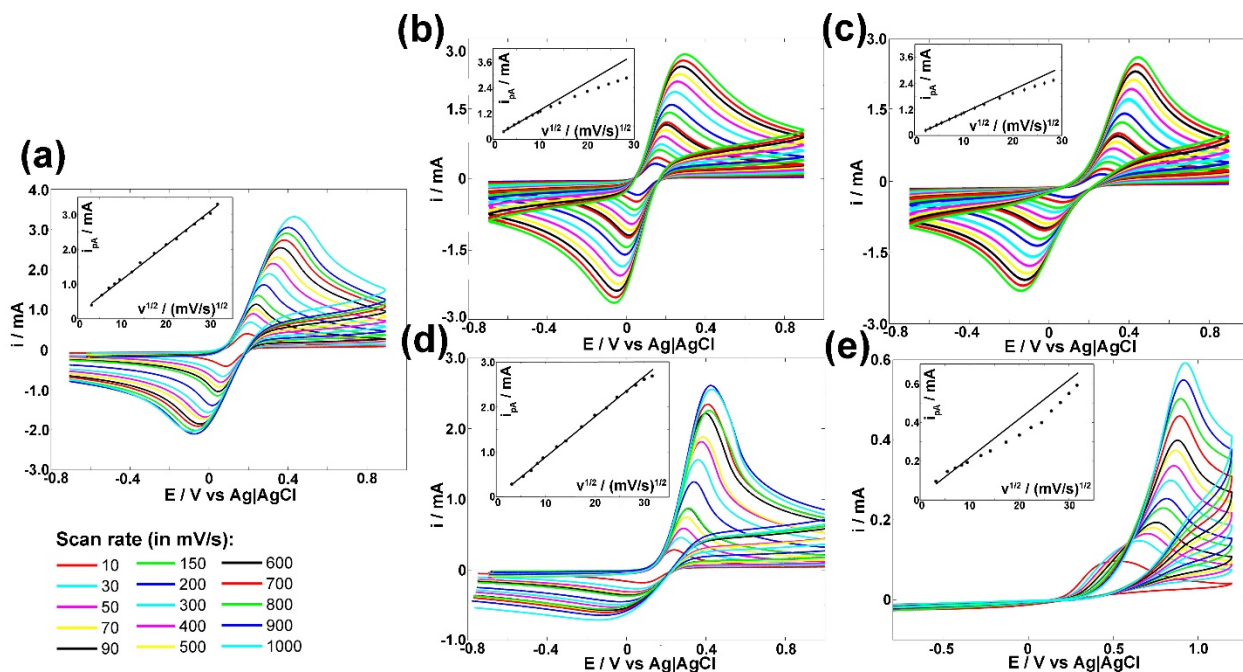 (a)
4.0
3.0
2.0
1.0
0
-1.0
-2.0
-3.0
i / mA
-0.8 -0.4 0 0.4 0.8
E / V vs Ag|AgCl
3.0
2.0
1.0
0
i_pA / mA
0 10 20 30
v^1/2 / (mV/s)^1/2
(b)
3.0
1.5
0
-1.5
-3.0
i / mA
-0.8 -0.4 0 0.4 0.8
E / V vs Ag|AgCl
3.6
2.4
1.2
0
i_pA / mA
0 10 20 30
v^1/2 / (mV/s)^1/2
(c)
3.0
1.5
0
-1.5
-3.0
i / mA
-0.8 -0.4 0 0.4 0.8
E / V vs Ag|AgCl
3.6
2.4
1.2
0
i_pA / mA
0 10 20 30
v^1/2 / (mV/s)^1/2
(d)
3.0
2.0
1.0
0
-1.0
i / mA
-0.8 -0.4 0 0.4 0.8
E / V vs Ag|AgCl
3.0
2.0
1.0
0
i_pA / mA
0 10 20 30
v^1/2 / (mV/s)^1/2
(e)
0.6
0.4
0.2
0
i / mA
-0.5 0 0.5 1.0
E / V vs Ag|AgCl
0.6
0.4
0.2
0
i_pA / mA
0 10 20 30
v^1/2 / (mV/s)^1/2
Scan rate (in mV/s):
10 150 600
30 200 700
50 300 800
70 400 900
90 500 1000